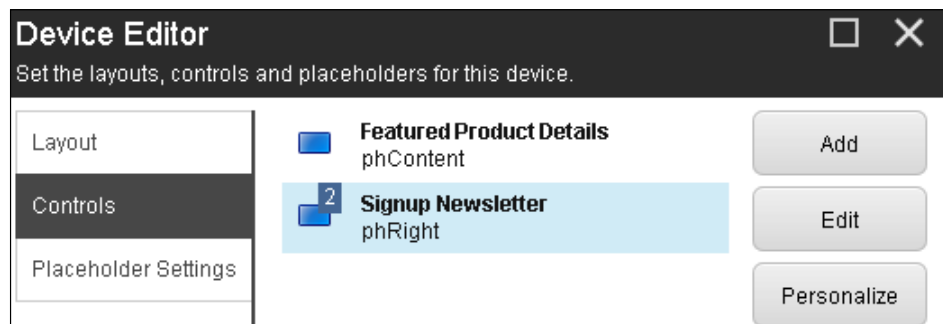 Device Editor
Set the layouts, controls and placeholders for this device.
Layout
Controls
Placeholder Settings
Featured Product Details
phContent
2
Signup Newsletter
phRight
Add
Edit
Personalize